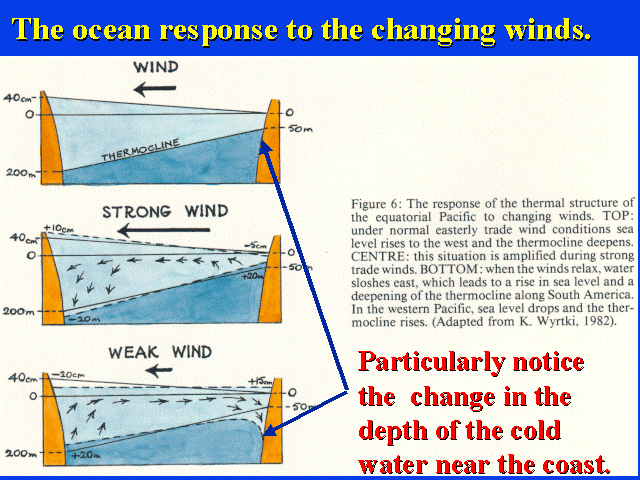 The ocean response to the changing winds.
WIND
40cm
0
0
50m
THERMOCLINE
200m
STRONG WIND
+10cm
40cm
-5cm
0
0
50m
+20m
200m
-20m
WEAK WIND
-20cm
+15cm
40cm
0
0
50m
200m
+20m
Figure 6: The response of the thermal structure of
the equatorial Pacific to changing winds. TOP:
under normal easterly trade wind conditions sea
level rises to the west and the thermocline deepens.
CENTRE: this situation is amplified during strong
trade winds. BOTTOM: when the winds relax, water
sloshes east, which leads to a rise in sea level and a
deepening of the thermocline along South America.
In the western Pacific, sea level drops and the ther-
mocline rises. (Adapted from K. Wyrtki, 1982).
Particularly notice
the change in the
depth of the cold
water near the coast.